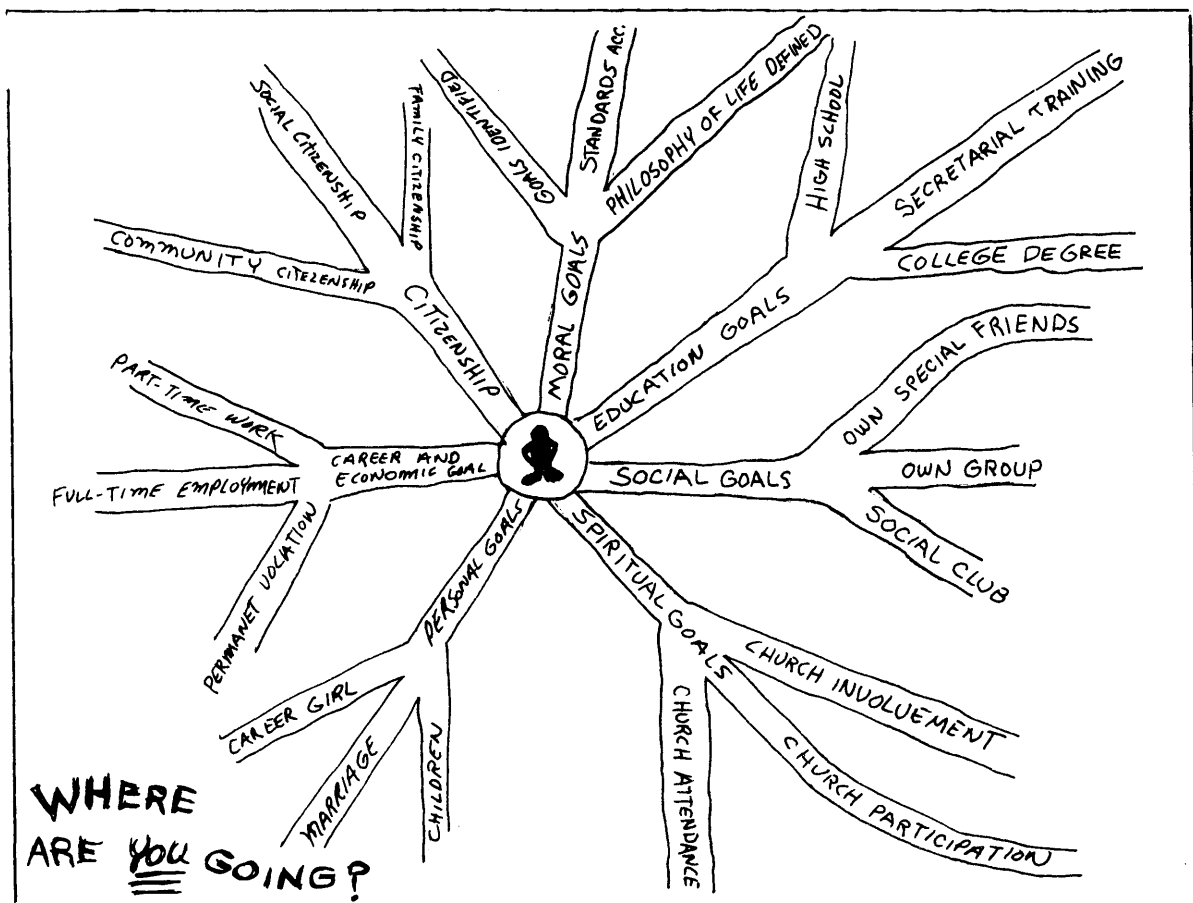 SOCIAL CITIZENSHIP
FAMILY CITIZENSHIP
COMMUNITY CITEZENSHIP
CITIZENSHIP
GOALS IDENTIFIED
STANDARDS ACC.
PHILOSOPHY OF LIFE DEFINED
MORAL GOALS
HIGH SCHOOL
SECRETARIAL TRAINING
COLLEGE DEGREE
EDUCATION GOALS
OWN SPECIAL FRIENDS
OWN GROUP
SOCIAL CLUB
SOCIAL GOALS
SPIRITUAL GOALS
CHURCH INVOLVEMENT
CHURCH PARTICIPATION
CHURCH ATTENDANCE
PERSONAL GOALS
CHILDREN
MARRIAGE
CAREER GIRL
CAREER AND
ECONOMIC GOAL
PART-TIME WORK
FULL-TIME EMPLOYMENT
PERMANET VOCATION
WHERE
ARE YOU GOING?